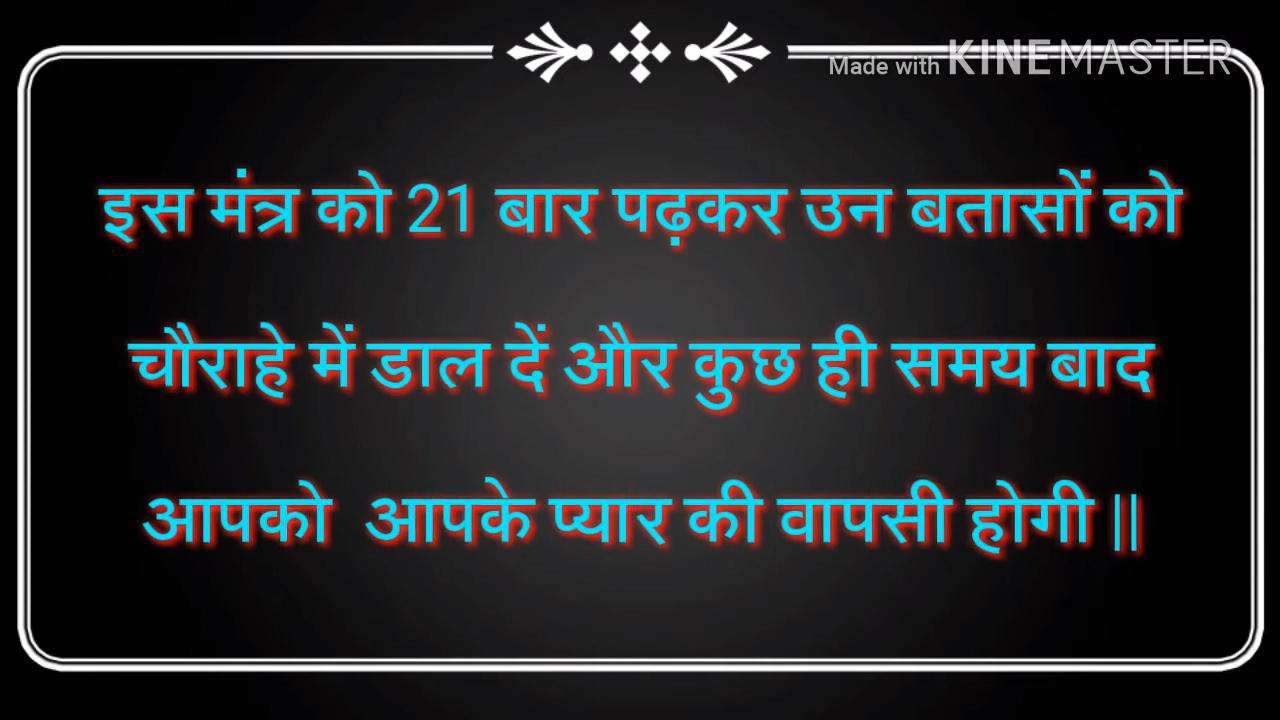 Made with KINEMASTER
इस मंत्र को 21 बार पढ़कर उन बतासों को
चौराहे में डाल दें और कुछ ही समय बाद
आपको आपके प्यार की वापसी होगी ||